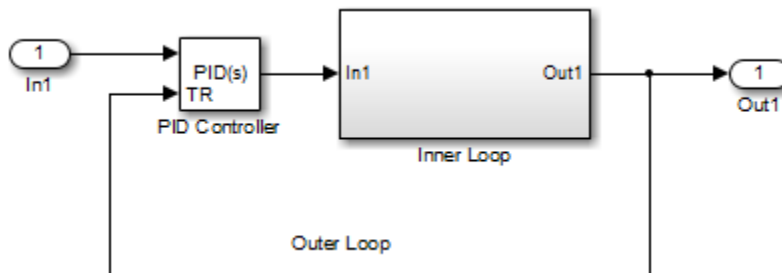 1
In1
PID(s)
TR
PID Controller
In1
Out1
Inner Loop
1
Out1
Outer Loop